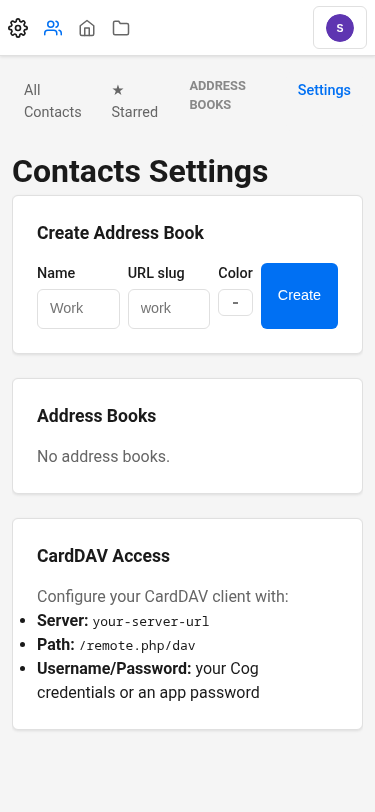 S
All Contacts
★ Starred
ADDRESS BOOKS
Settings
Contacts Settings
Create Address Book
Name
URL slug
Color
Work
work
-
Create
Address Books
No address books.
CardDAV Access
Configure your CardDAV client with:
• Server: your-server-url
• Path: /remote.php/dav
• Username/Password: your Cog
credentials or an app password